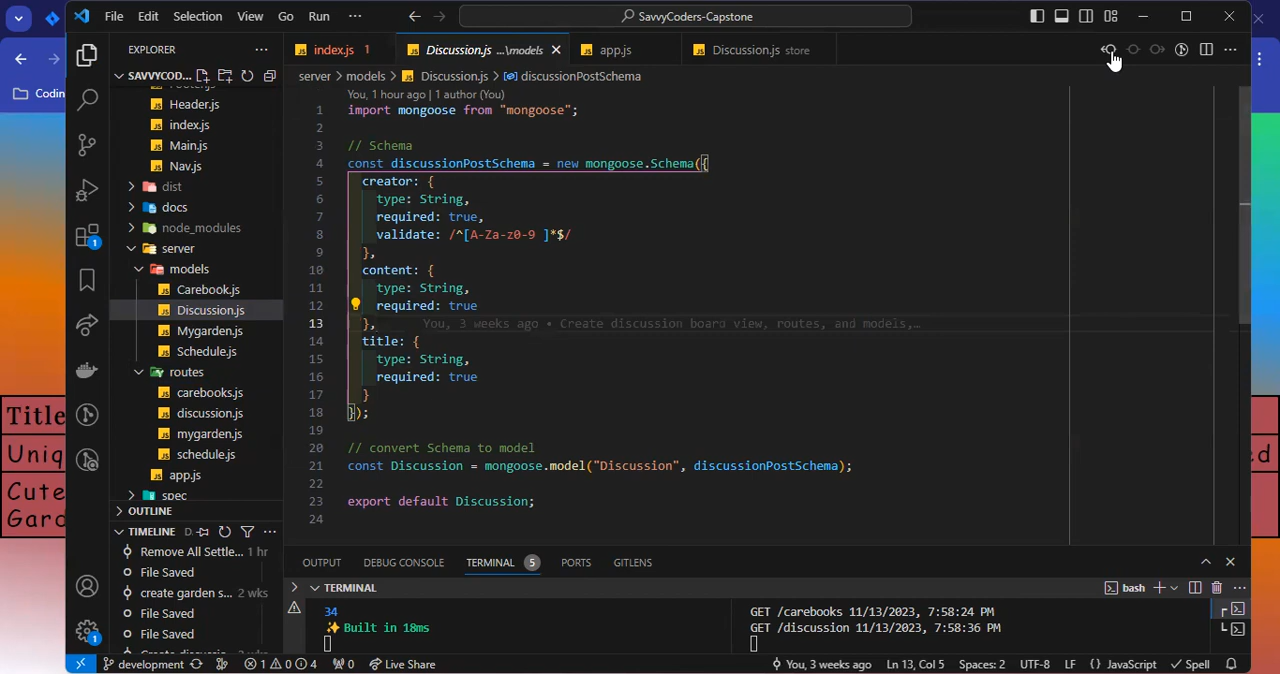 File Edit Selection View Go Run ··· SavvyCoders-Capstone
Codin
Title
Uniq
Cute
Gard
ed
EXPLORER
SAVVYCOD...
Footer.js
Header.js
index.js
Main.js
Nav.js
dist
docs
node_modules
server
models
Carebook.js
Discussion.js
Mygarden.js
Schedule.js
routes
carebooks.js
discussion.js
mygarden.js
schedule.js
app.js
spec
OUTLINE
TIMELINE D...
Remove All Settle... 1 hr
File Saved
create garden s... 2 wks
File Saved
File Saved
Create discussio...
1
1
index.js 1 Discussion.js ...\models app.js Discussion.js store
server > models > Discussion.js > discussionPostSchema
You, 1 hour ago | 1 author (You)
1 import mongoose from "mongoose";
2
3 // Schema
4 const discussionPostSchema = new mongoose.Schema({
5 creator: {
6 type: String,
7 required: true,
8 validate: /^[A-Za-z0-9 ]*$/
9 },
10 content: {
11 type: String,
12 required: true
13 }, You, 3 weeks ago • Create discussion board view, routes, and models,…
14 title: {
15 type: String,
16 required: true
17 }
18 });
19
20 // convert Schema to model
21 const Discussion = mongoose.model("Discussion", discussionPostSchema);
22
23 export default Discussion;
24
OUTPUT DEBUG CONSOLE TERMINAL 5 PORTS GITLENS
TERMINAL bash
34
✨ Built in 18ms
GET /carebooks 11/13/2023, 7:58:24 PM
GET /discussion 11/13/2023, 7:58:36 PM
development 1 0 4 0 Live Share You, 3 weeks ago Ln 13, Col 5 Spaces: 2 UTF-8 LF {} JavaScript Spell